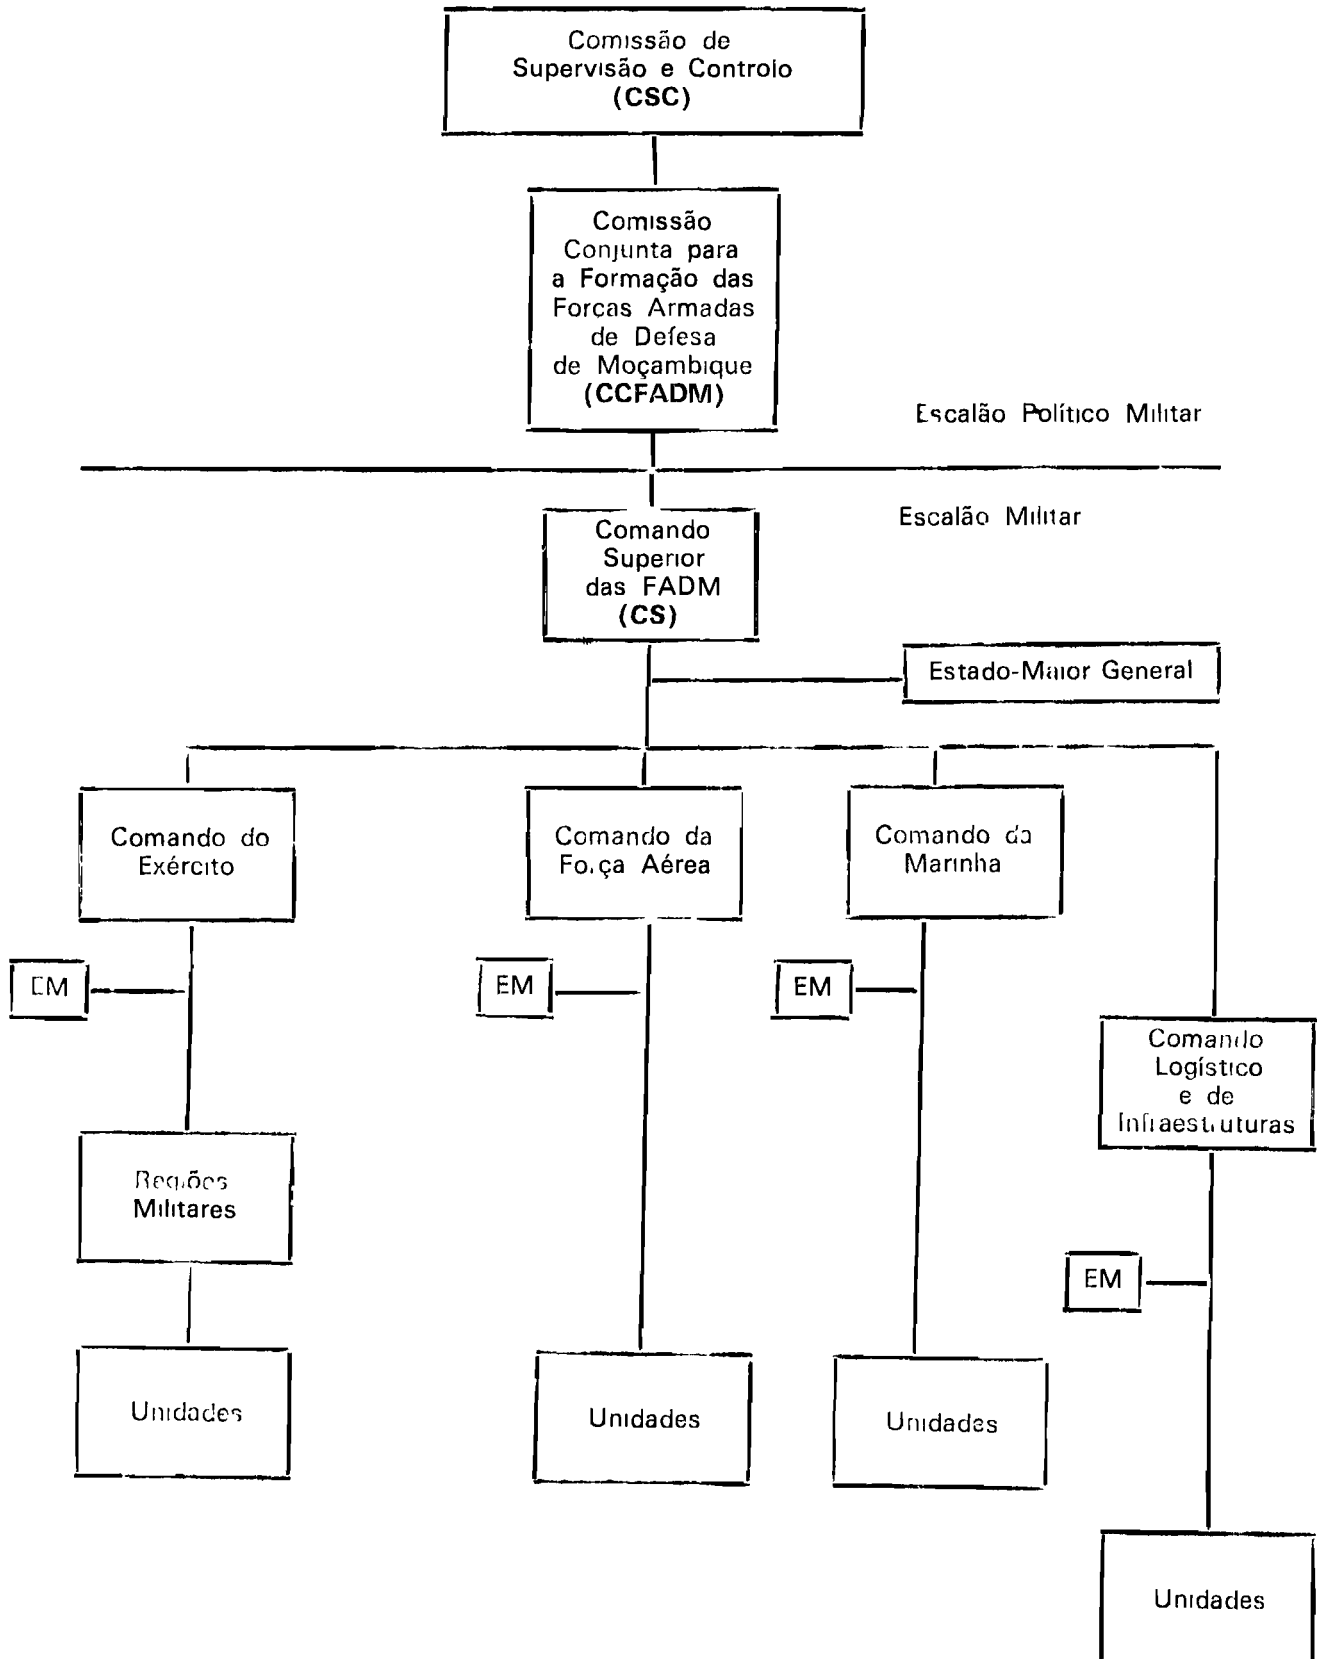 Comissão de
Supervisão e Controlo
(CSC)
Comissão
Conjunta para
a Formação das
Forcas Armadas
de Defesa
de Moçambique
(CCFADM)
Escalão Político Militar
Escalão Militar
Comando
Superior
das FADM
(CS)
Estado-Maior General
Comando do
Exército
Comando da
Força Aérea
Comando da
Marinha
EM
EM
EM
Comando
Logístico
e de
Infraestruturas
Regiões
Militares
EM
Unidades
Unidades
Unidades
Unidades